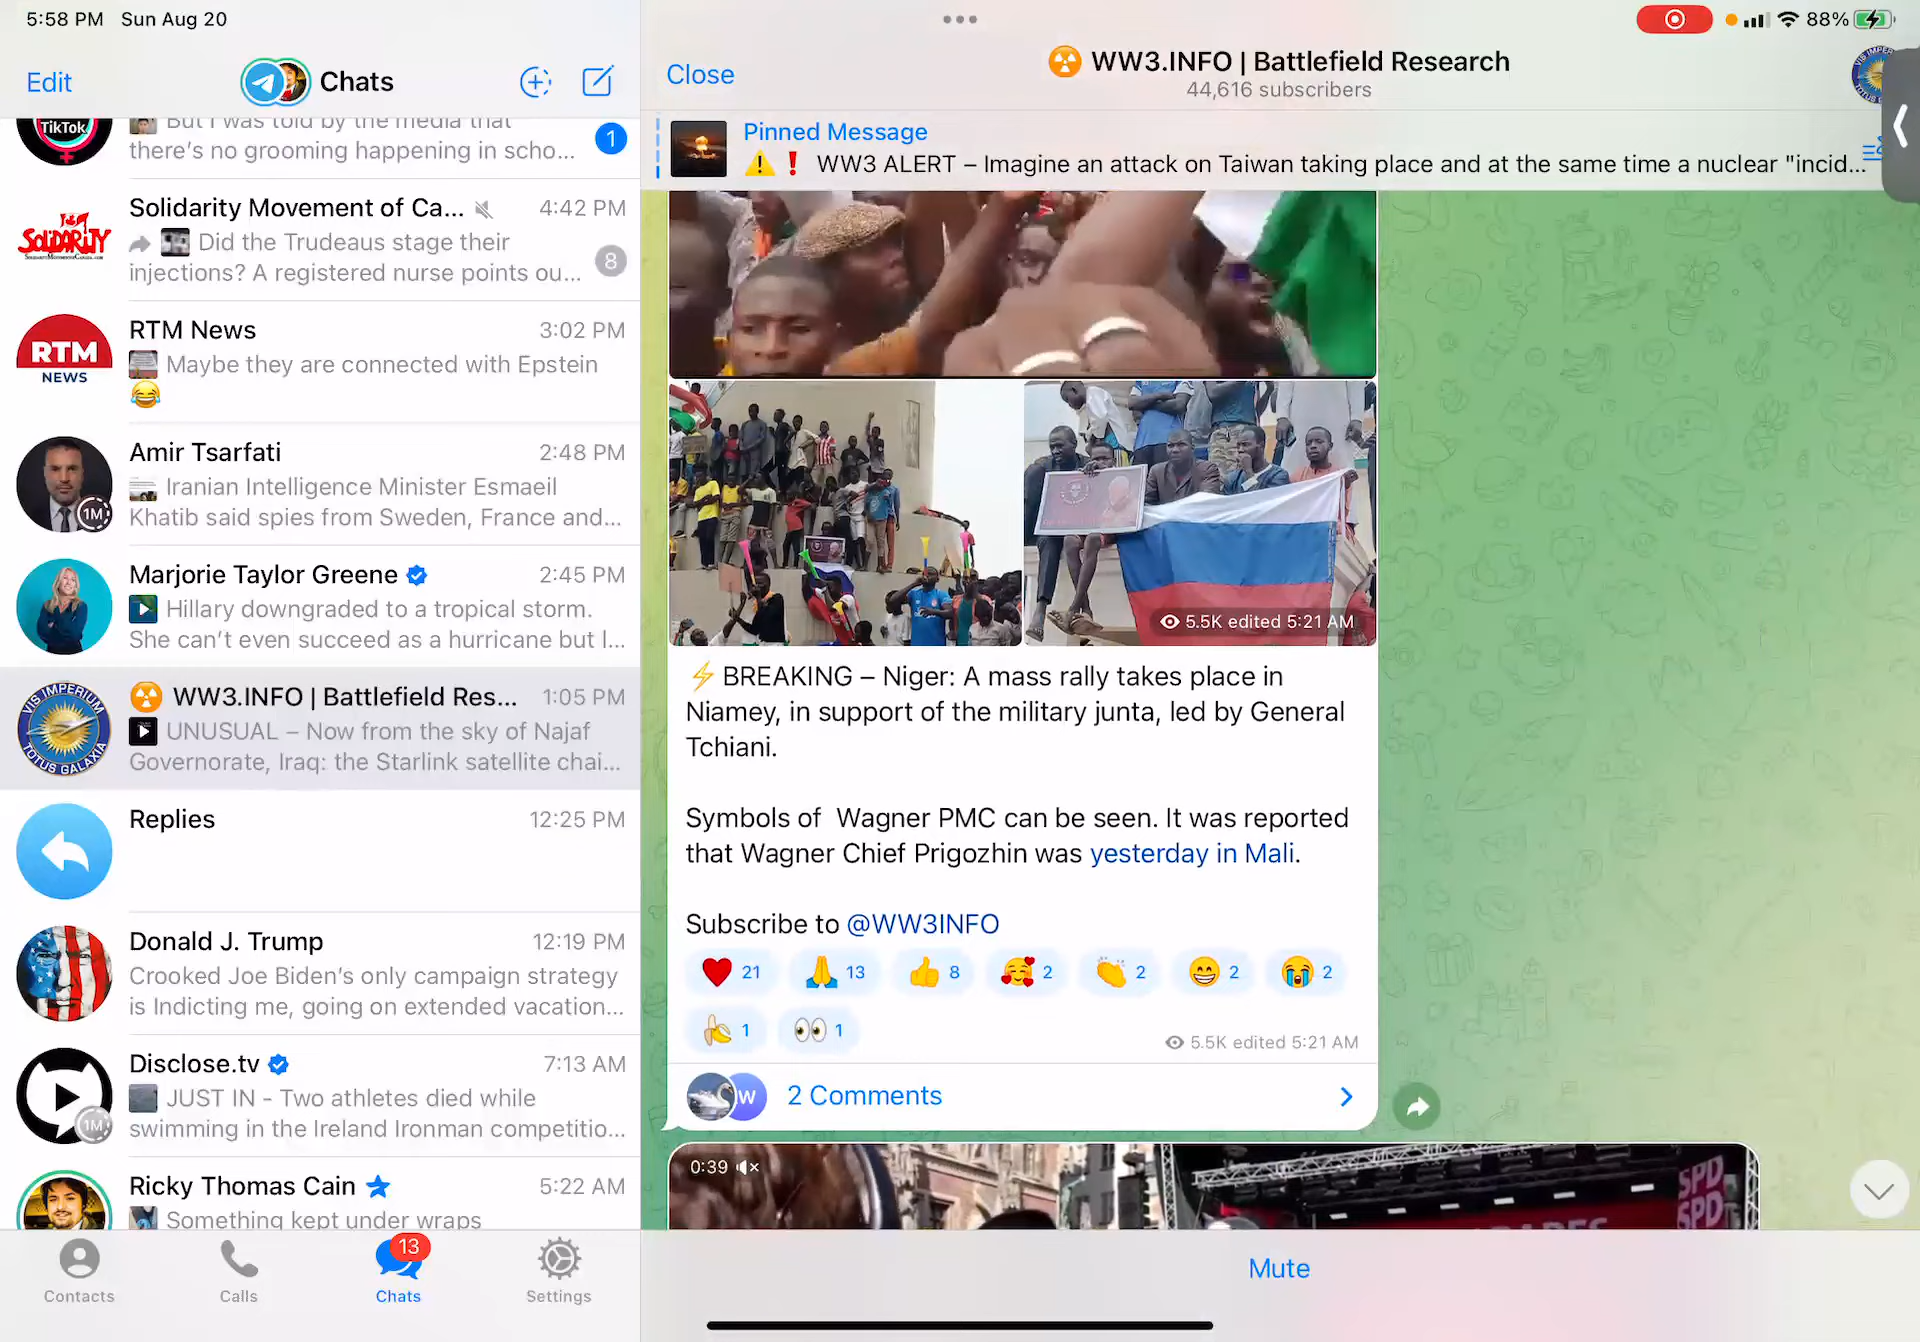 5:58 PM Sun Aug 20
88%
Edit
Chats
TikTok
But I was told by the media that
there's no grooming happening in scho...
1
Solidarity Movement of Ca...
4:42 PM
SOLIDARITY
Did the Trudeaus stage their
injections? A registered nurse points ou...
8
RTM News
3:02 PM
RTM
NEWS
Maybe they are connected with Epstein
😂
Amir Tsarfati
2:48 PM
1M
Iranian Intelligence Minister Esmaeil
Khatib said spies from Sweden, France and...
Marjorie Taylor Greene
2:45 PM
Hillary downgraded to a tropical storm.
She can't even succeed as a hurricane but I...
☢️ WW3.INFO | Battlefield Res...
1:05 PM
VIS IMPERIUM
TOTUS GALAXIA
UNUSUAL – Now from the sky of Najaf
Governorate, Iraq: the Starlink satellite chai...
Replies
12:25 PM
Donald J. Trump
12:19 PM
Crooked Joe Biden's only campaign strategy
is Indicting me, going on extended vacation...
Disclose.tv
7:13 AM
1M
JUST IN - Two athletes died while
swimming in the Ireland Ironman competitio...
Ricky Thomas Cain
5:22 AM
Something kept under wraps
Contacts
Calls
13
Chats
Settings
Close
☢️ WW3.INFO | Battlefield Research
44,616 subscribers
Pinned Message
⚠️❗ WW3 ALERT – Imagine an attack on Taiwan taking place and at the same time a nuclear "incid...
5.5K edited 5:21 AM
⚡ BREAKING – Niger: A mass rally takes place in
Niamey, in support of the military junta, led by General
Tchiani.
Symbols of Wagner PMC can be seen. It was reported
that Wagner Chief Prigozhin was yesterday in Mali.
Subscribe to @WW3INFO
❤️ 21 🙏 13 👍 8 🥰 2 👏 2 😁 2 😭 2
🍌 1 👀 1
5.5K edited 5:21 AM
W
2 Comments
0:39
SPD
SPD
Mute